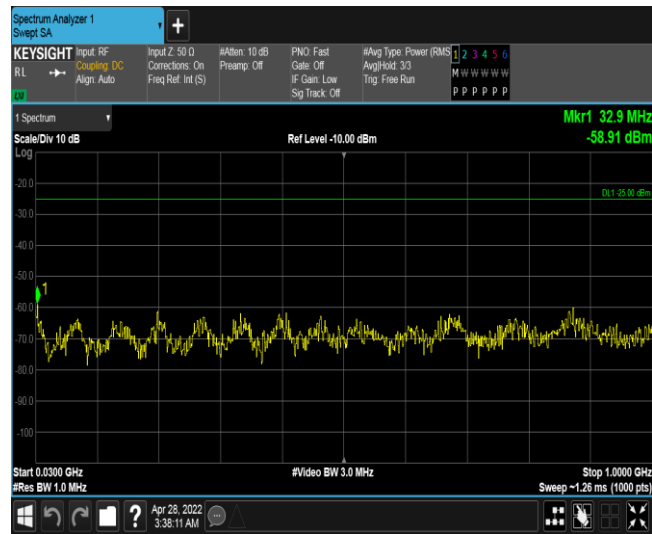 Spectrum Analyzer 1
Swept SA
+
KEYSIGHT
RL
Input: RF
Coupling: DC
Align: Auto
Input Z: 50 Ω
Corrections: On
Freq Ref: Int (S)
#Atten: 10 dB
Preamp: Off
PNO: Fast
Gate: Off
IF Gain: Low
Sig Track: Off
#Avg Type: Power (RMS
Avg|Hold: 3/3
Trig: Free Run
1 2 3 4 5 6
M W W W W W
P P P P P P
1 Spectrum
Mkr1 32.9 MHz
Scale/Div 10 dB
Ref Level -10.00 dBm
-58.91 dBm
Log
-20.0
DL1 -25.00 dBm
-30.0
-40.0
-50.0
1
-60.0
-70.0
-80.0
-90.0
-100
Start 0.0300 GHz
#Video BW 3.0 MHz
Stop 1.0000 GHz
#Res BW 1.0 MHz
Sweep ~1.26 ms (1000 pts)
?
Apr 28, 2022
3:38:11 AM